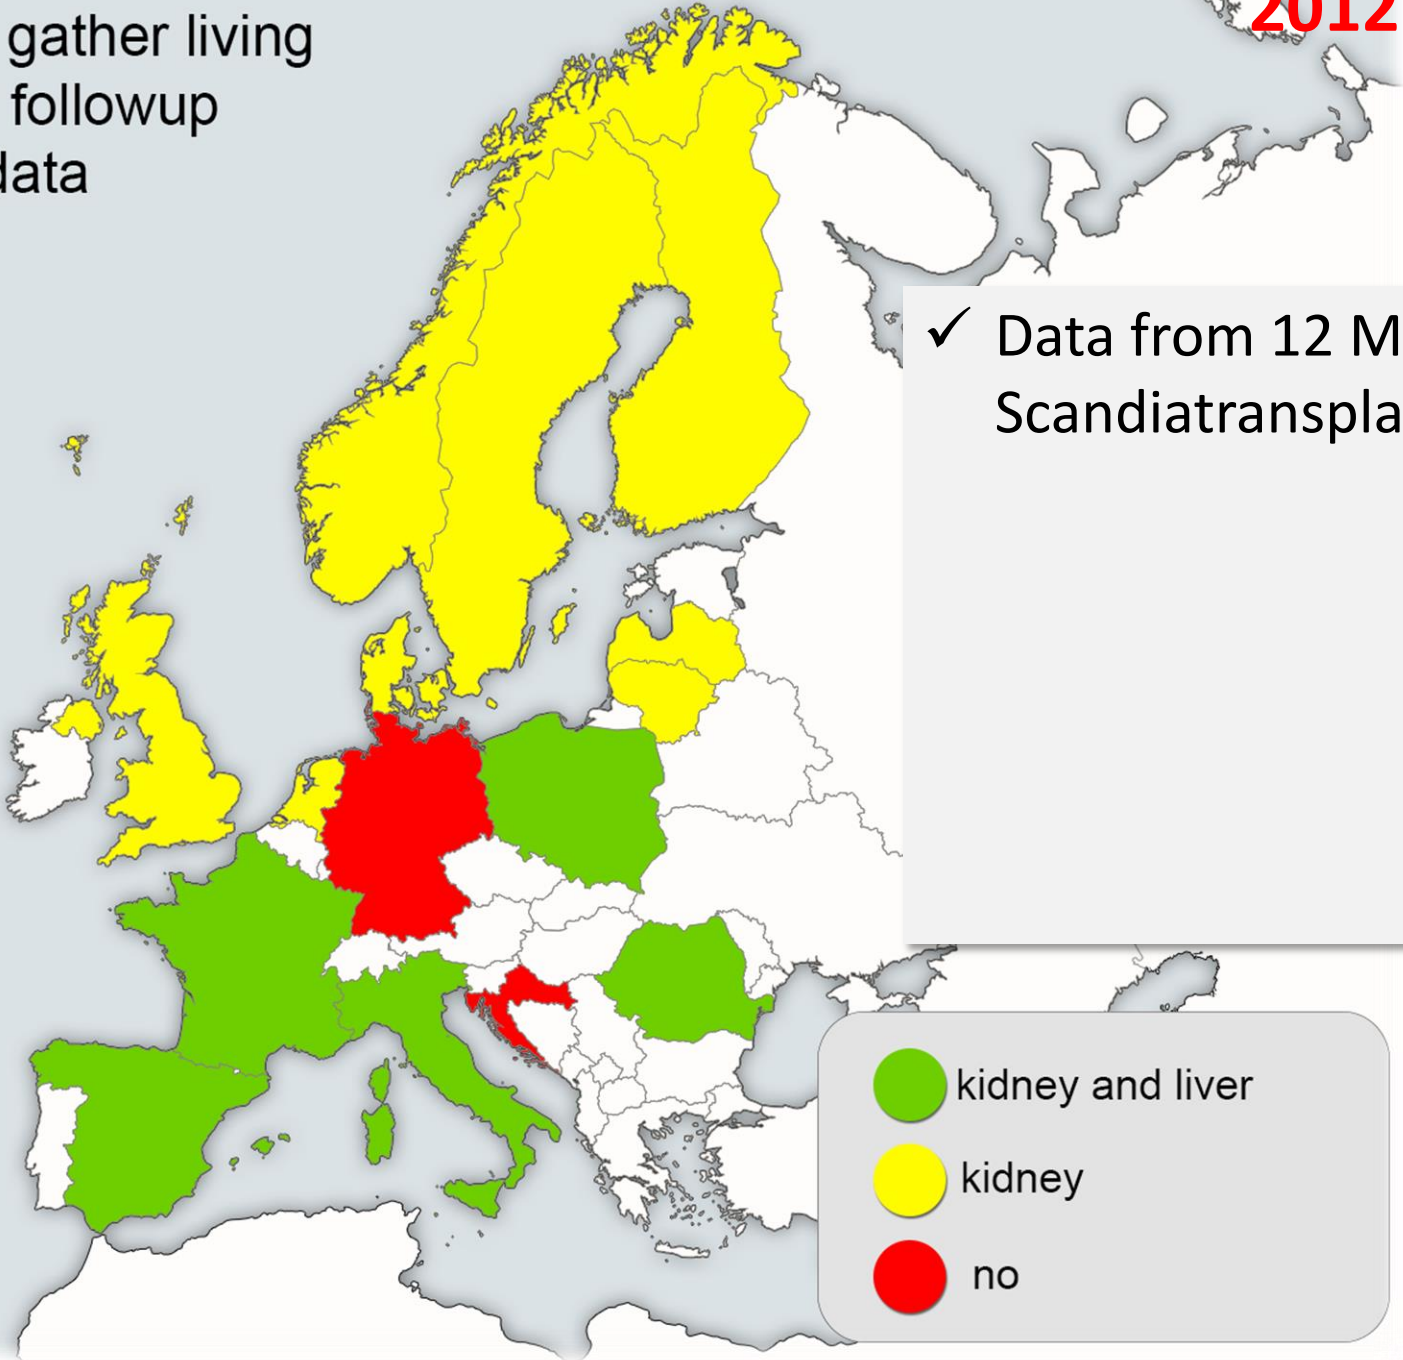 gather living
followup
data
2012
✓ Data from 12 M
Scandiatranspla
kidney and liver
kidney
no